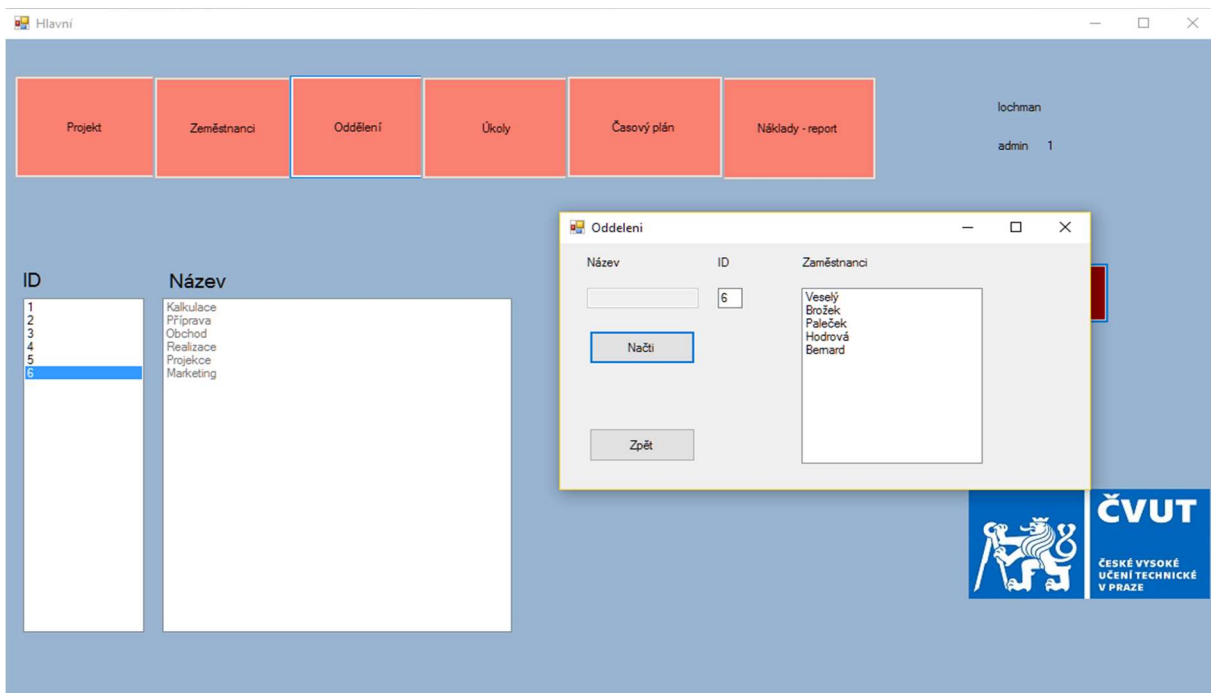 Hlavní
Projekt
Zeměstnanci
Oddělení
Úkoly
Časový plán
Náklady - report
lochman
admin 1
ID Název
1 Kalkulace
2 Příprava
3 Obchod
4 Realizace
5 Projekce
6 Marketing
Oddeleni
Název ID Zaměstnanci
6
Načti
Zpět
Veselý
Brožek
Paleček
Hodrová
Bernard
ČVUT
ČESKÉ VYSOKÉ
UČENÍ TECHNICKÉ
V PRAZE